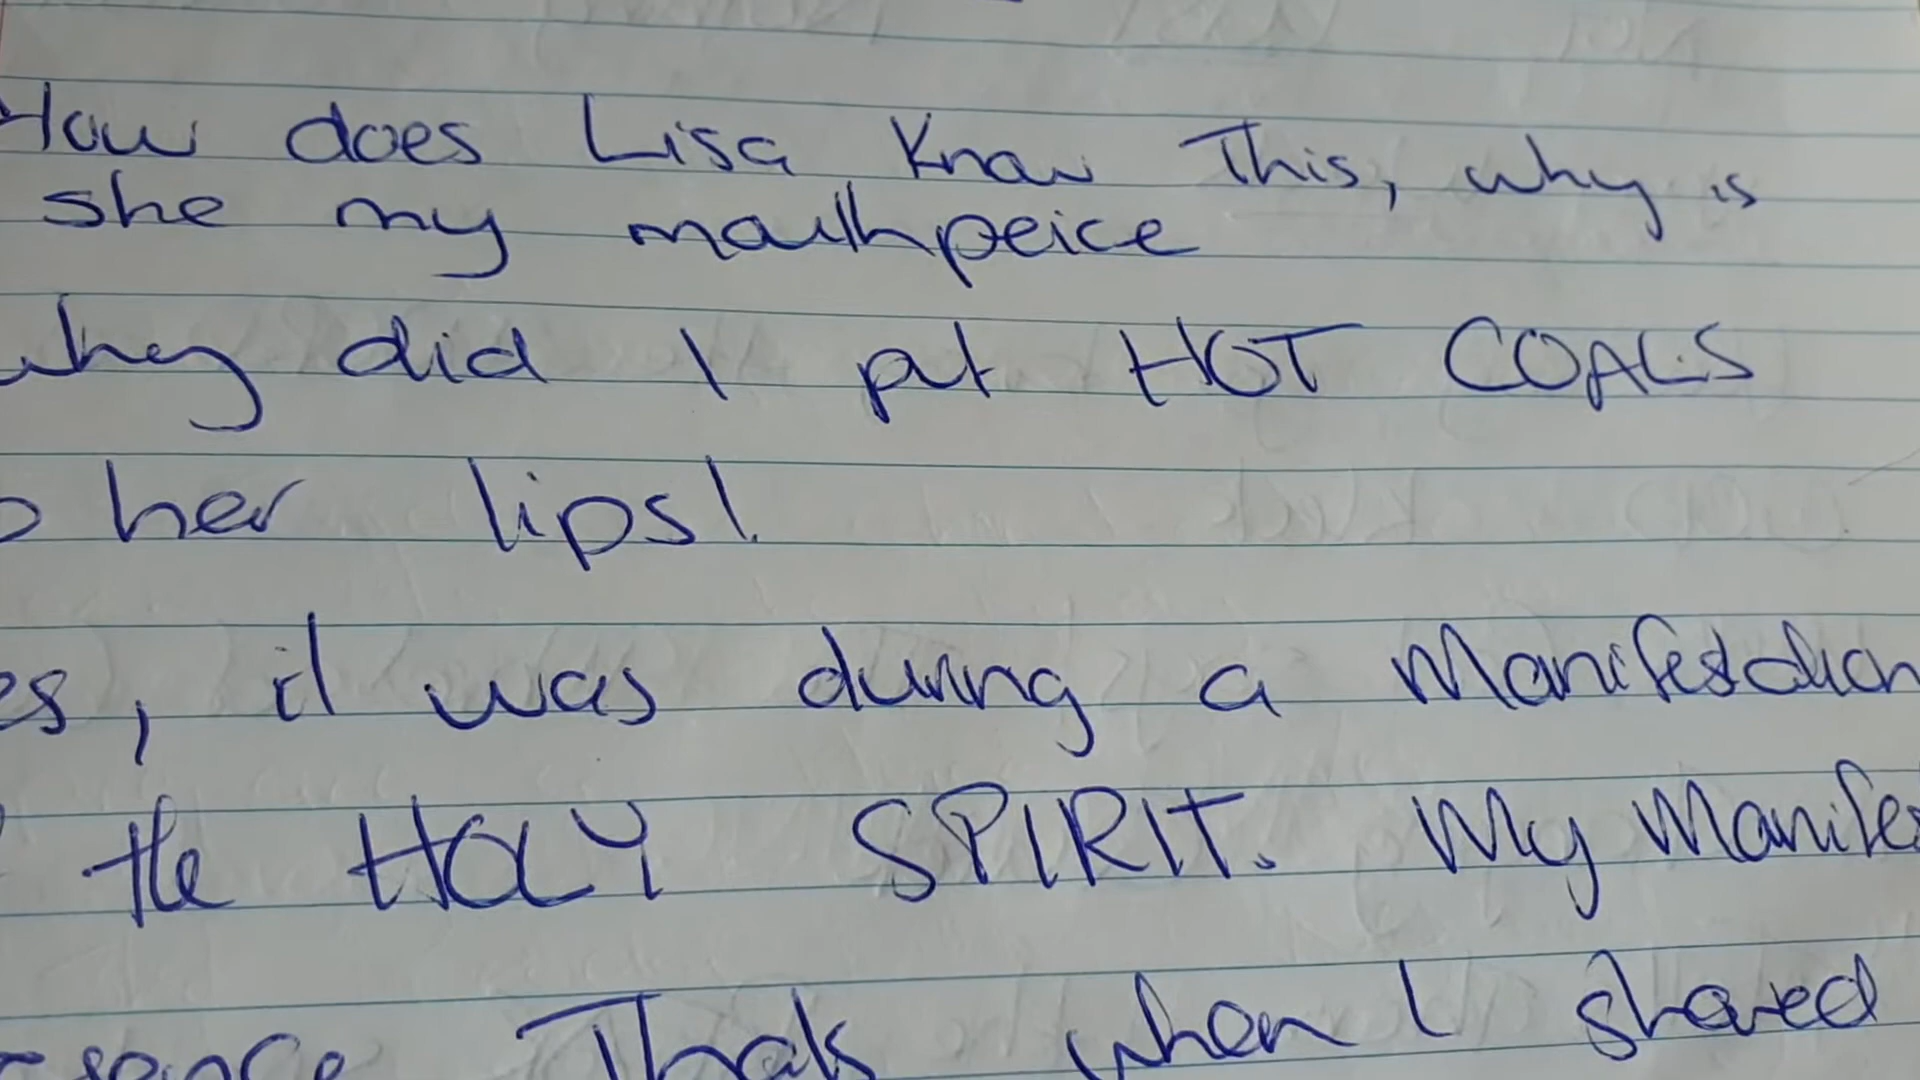 How does Lisa Know This, why is
she my mouthpeice
why did I put HOT COALS
o her lips!
es, it was during a Manifestation
the HOLY SPIRIT. My Manifes
Thats when I shared